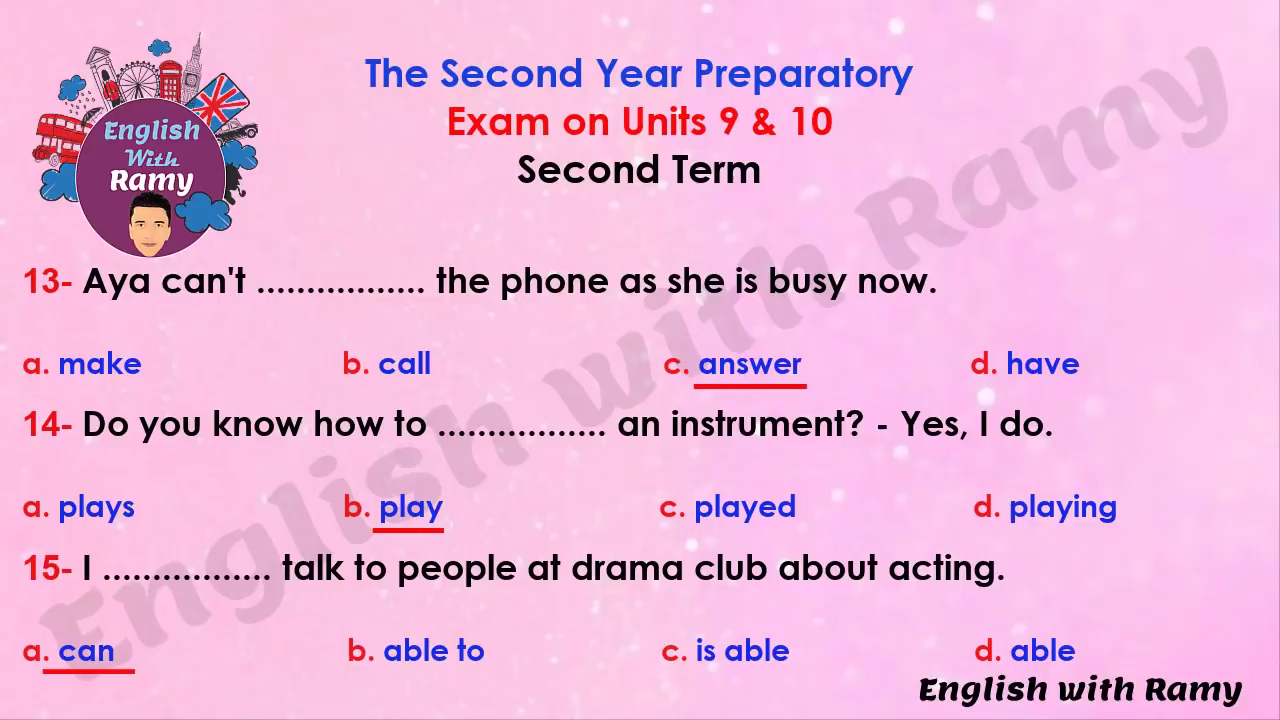 English
With
Ramy
The Second Year Preparatory
Exam on Units 9 & 10
Second Term
13- Aya can't ................. the phone as she is busy now.
a. make b. call c. answer d. have
14- Do you know how to ................. an instrument? - Yes, I do.
a. plays b. play c. played d. playing
15- I ................. talk to people at drama club about acting.
a. can b. able to c. is able d. able
English with Ramy
English with Ramy